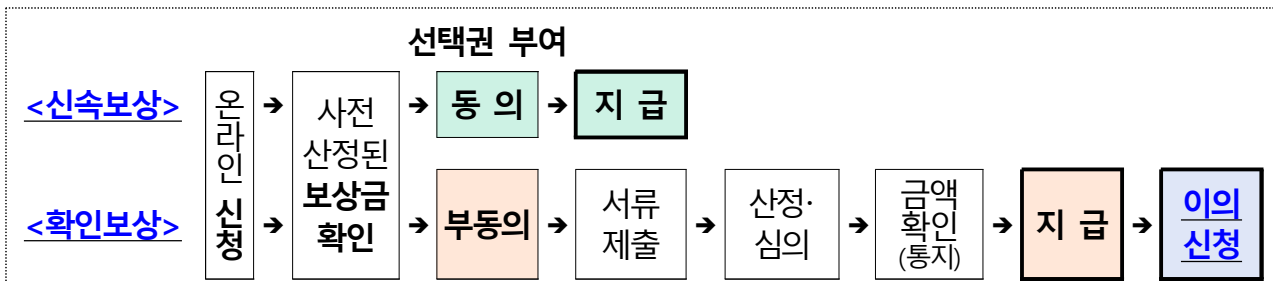 선택권 부여
<신속보상>
온라인 신청
➔
사전
산정된
보상금
확인
➔
동 의
➔
지 급
<확인보상>
➔
➔
부동의
➔
서류
제출
➔
산정·
심의
➔
금액
확인
(통지)
➔
지 급
➔
이의
신청